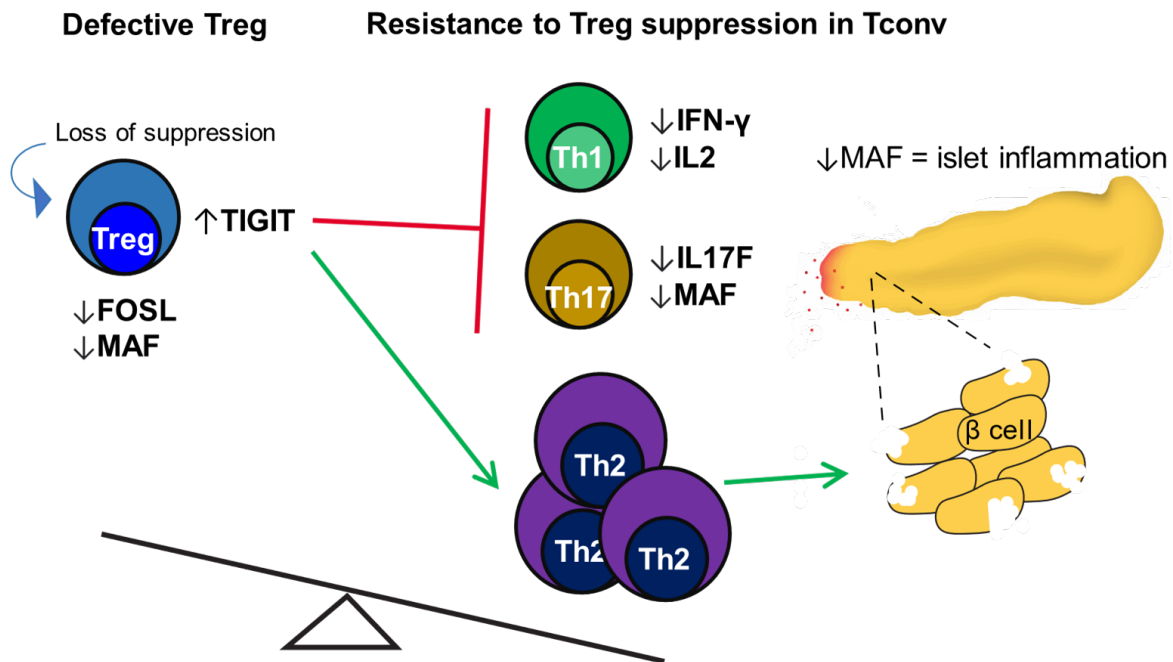 Defective Treg
Resistance to Treg suppression in Tconv
Loss of suppression
Treg
↑TIGIT
↓FOSL
↓MAF
Th1
↓IFN-γ
↓IL2
Th17
↓IL17F
↓MAF
↓MAF = islet inflammation
β cell
Th2
Th2
Th2